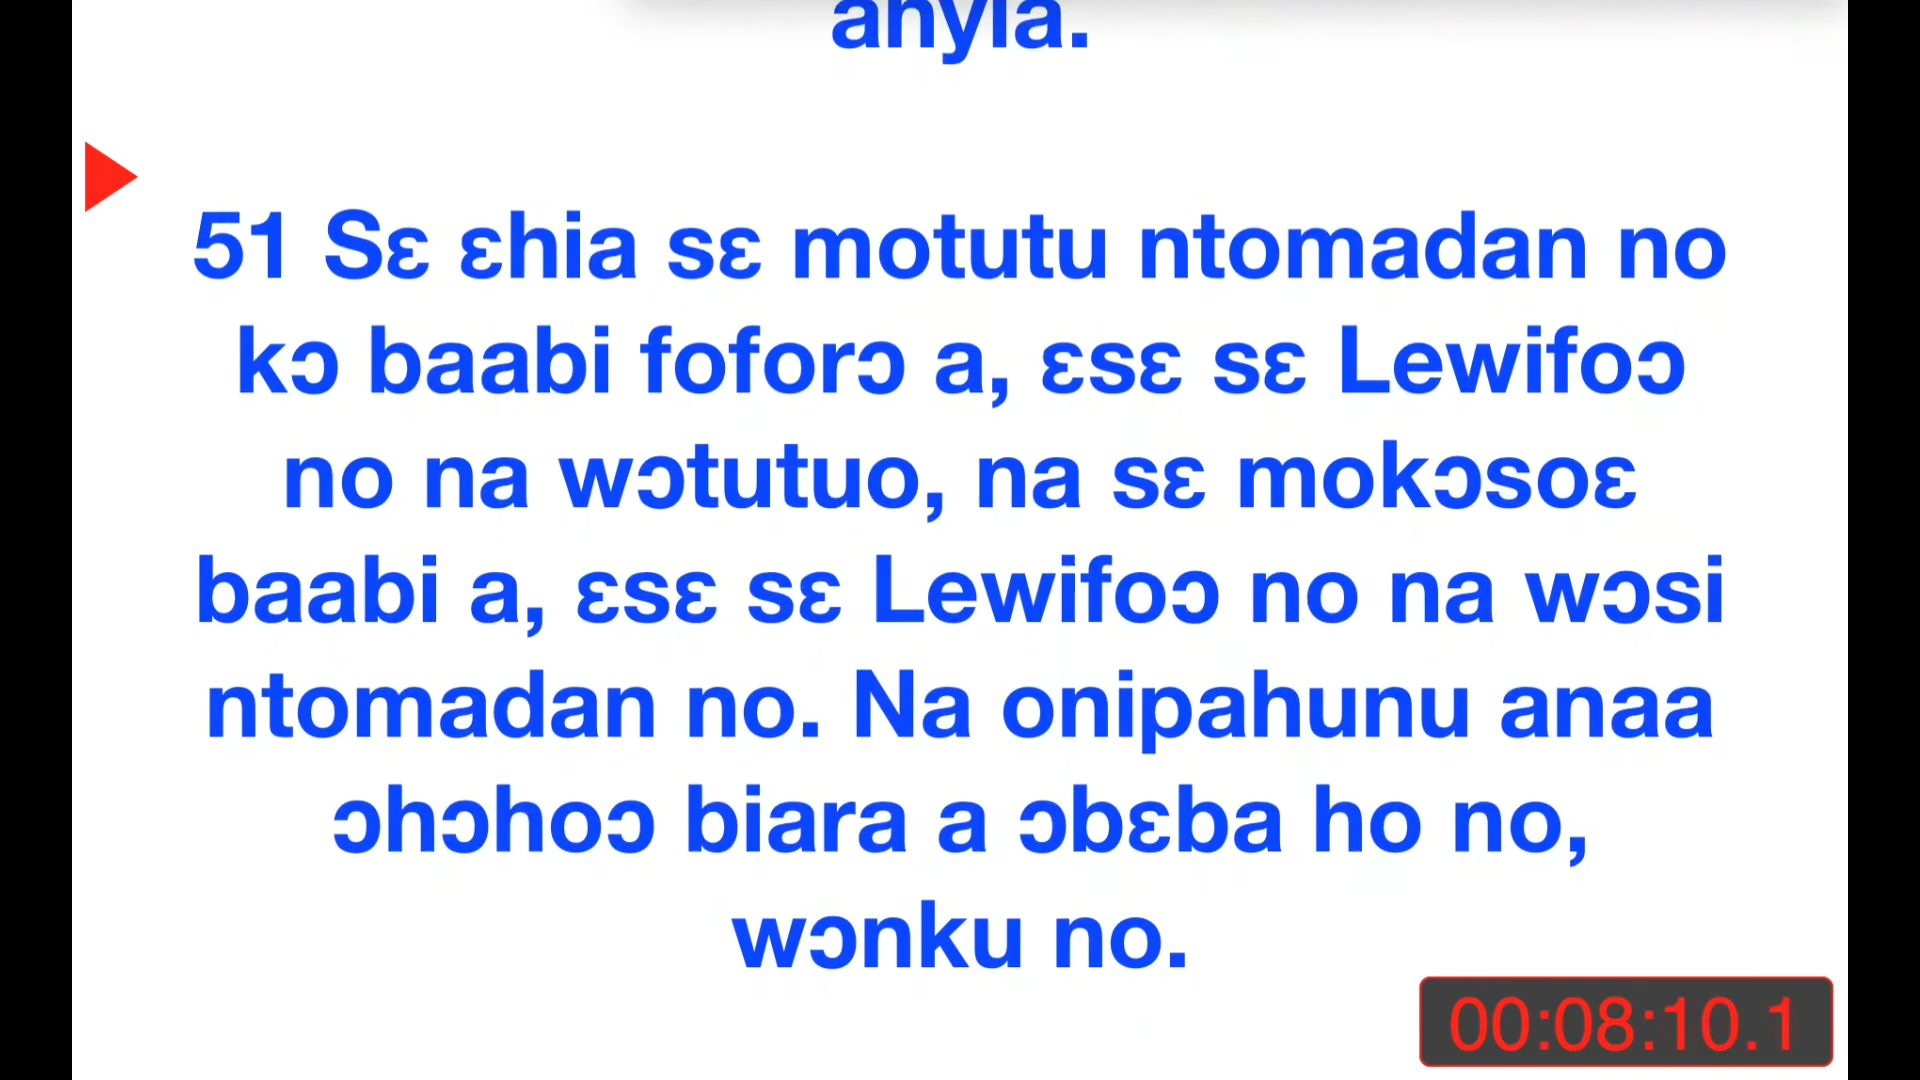 anyia.
51 Sɛ ɛhia sɛ motutu ntomadan no
kɔ baabi foforɔ a, ɛsɛ sɛ Lewifoɔ
no na wɔtutuo, na sɛ mokɔsoɛ
baabi a, ɛsɛ sɛ Lewifoɔ no na wɔsi
ntomadan no. Na onipahunu anaa
ɔhɔhoɔ biara a ɔbɛba ho no,
wɔnku no.
00:08:10.1